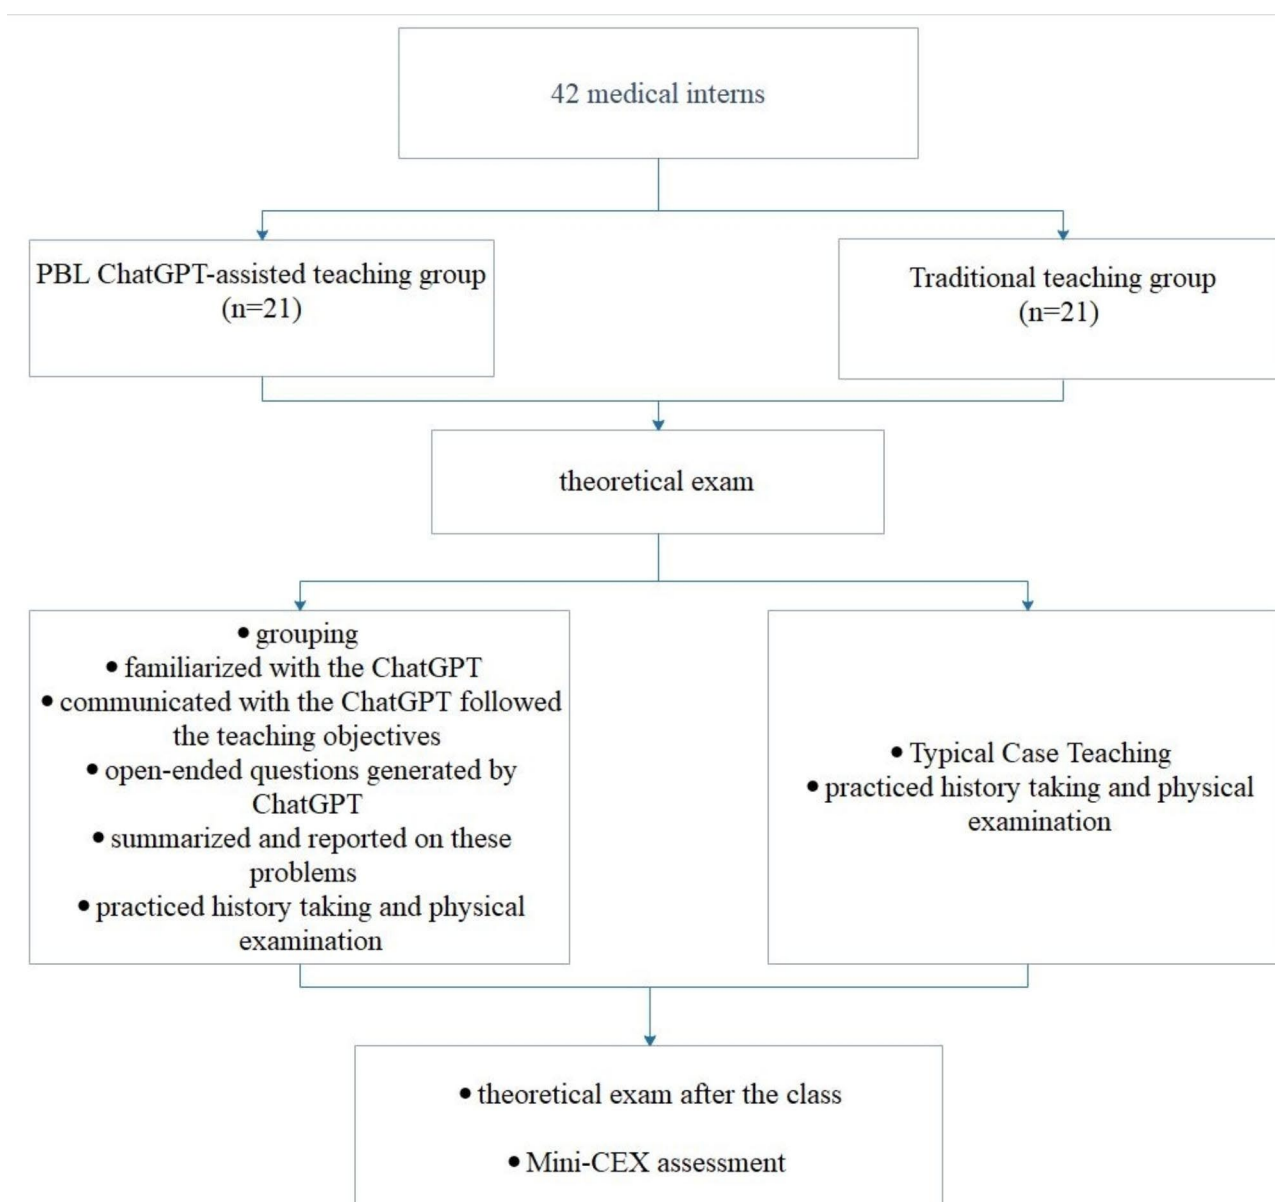 42 medical interns
PBL ChatGPT-assisted teaching group
(n=21)
Traditional teaching group
(n=21)
theoretical exam
● grouping
● familarized with the ChatGPT
● communicated with the ChatGPT followed
the teaching objectives
● open-ended questions generated by
ChatGPT
● summarized and reported on these
problems
● practiced history taking and physical
examination
● Typical Case Teaching
● practiced history taking and physical
examination
● theoretical exam after the class
● Mini-CEX assessment